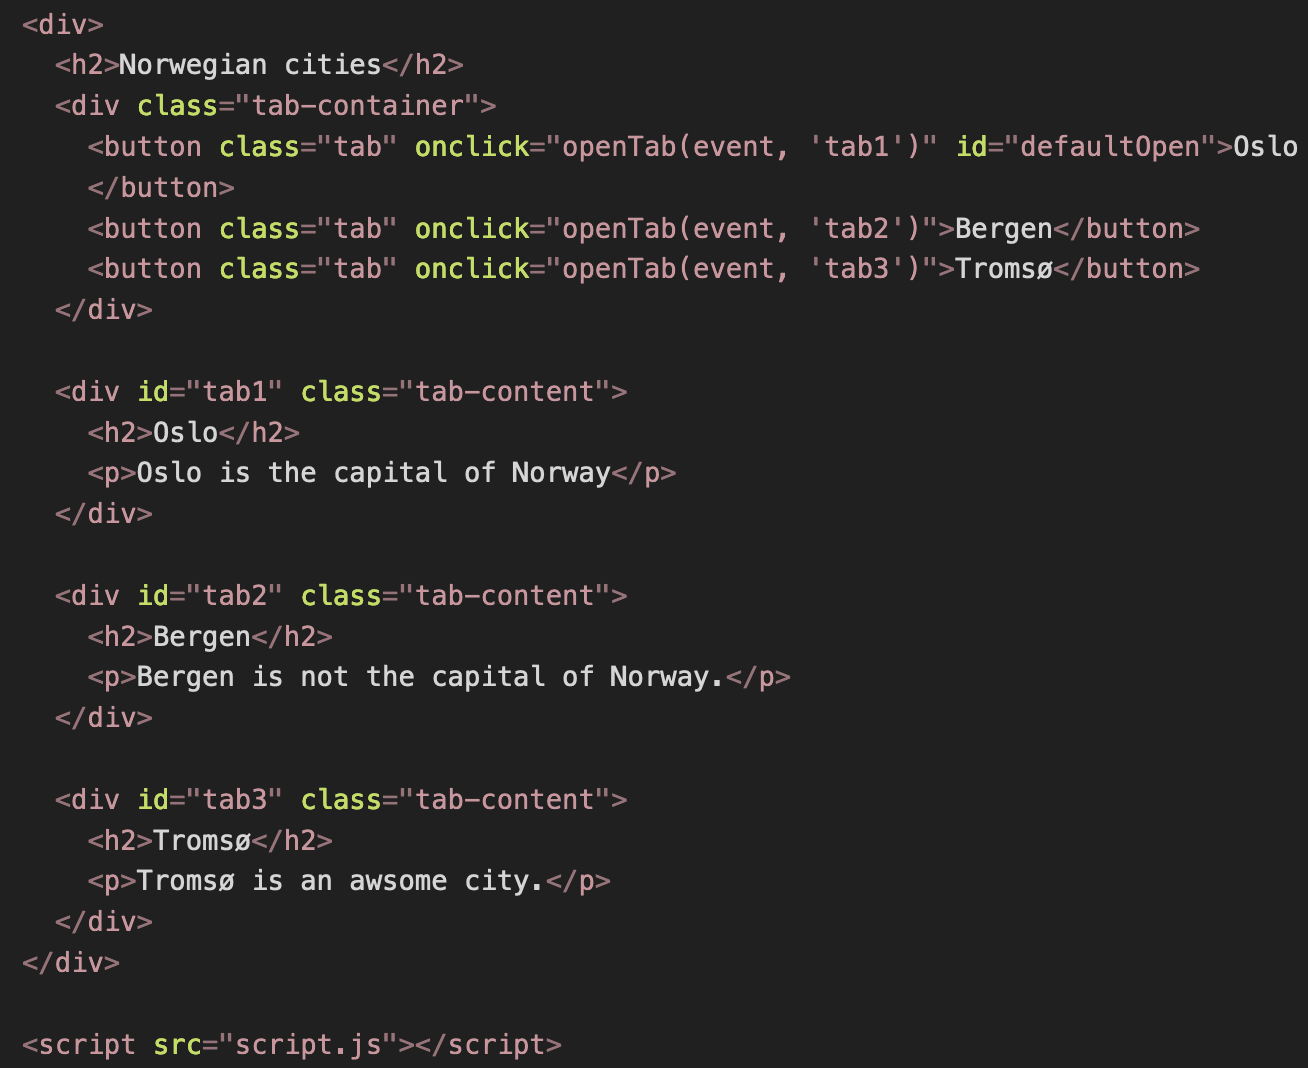 <div>
  <h2>Norwegian cities</h2>
  <div class="tab-container">
    <button class="tab" onclick="openTab(event, 'tab1')" id="defaultOpen">Oslo
    </button>
    <button class="tab" onclick="openTab(event, 'tab2')">Bergen</button>
    <button class="tab" onclick="openTab(event, 'tab3')">Tromsø</button>
  </div>

  <div id="tab1" class="tab-content">
    <h2>Oslo</h2>
    <p>Oslo is the capital of Norway</p>
  </div>

  <div id="tab2" class="tab-content">
    <h2>Bergen</h2>
    <p>Bergen is not the capital of Norway.</p>
  </div>

  <div id="tab3" class="tab-content">
    <h2>Tromsø</h2>
    <p>Tromsø is an awsome city.</p>
  </div>
</div>

<script src="script.js"></script>